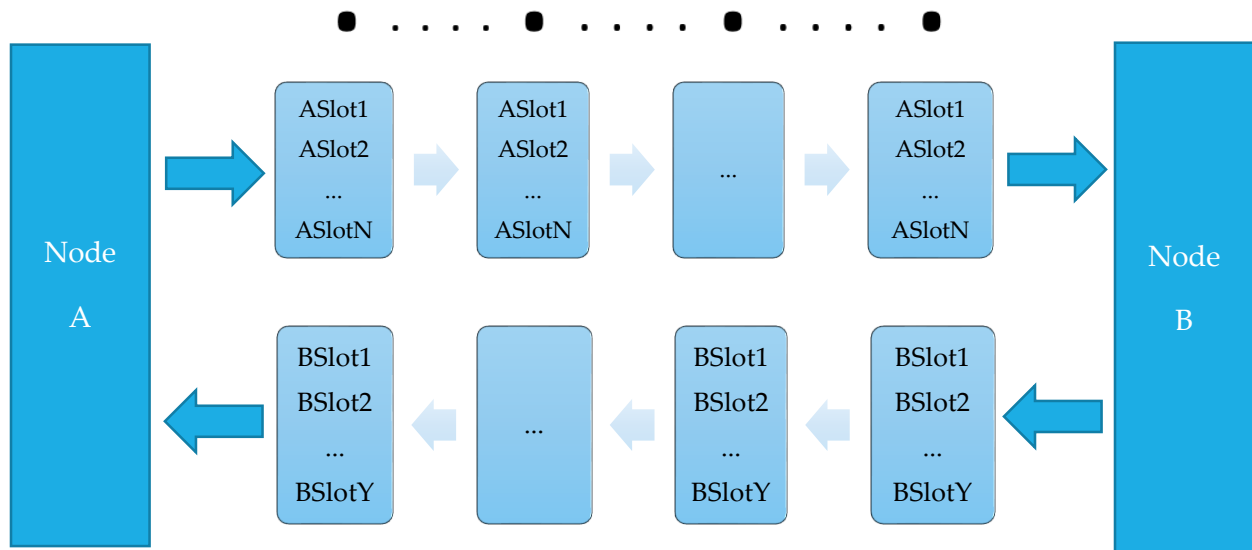 Node
A
ASlot1
ASlot2
...
ASlotN
ASlot1
ASlot2
...
ASlotN
...
ASlot1
ASlot2
...
ASlotN
Node
B
BSlot1
BSlot2
...
BSlotY
...
BSlot1
BSlot2
...
BSlotY
BSlot1
BSlot2
...
BSlotY